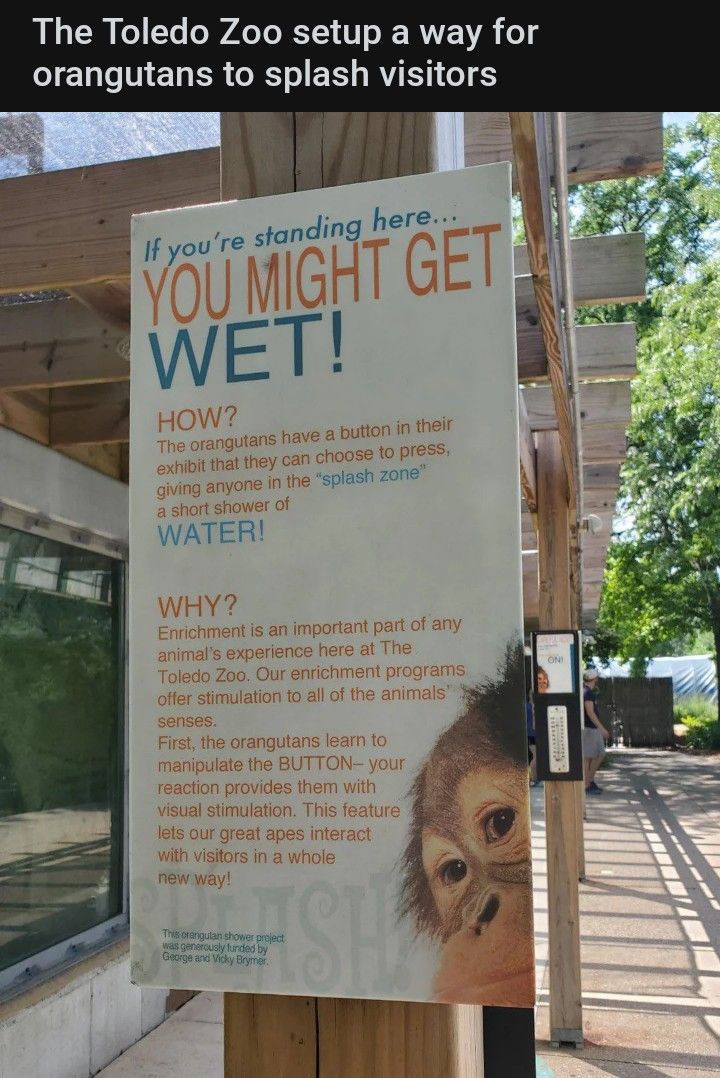 The Toledo Zoo setup a way for
orangutans to splash visitors
If you're standing here...
YOU MIGHT GET
WET!
HOW?
The orangutans have a button in their
exhibit that they can choose to press,
giving anyone in the "splash zone"
a short shower of
WATER!
WHY?
Enrichment is an important part of any
animal's experience here at The
Toledo Zoo. Our enrichment programs
offer stimulation to all of the animals'
senses.
First, the orangutans learn to
manipulate the BUTTON– your
reaction provides them with
visual stimulation. This feature
lets our great apes interact
with visitors in a whole
new way!
SPLASH!
This orangutan shower project
was generously funded by
George and Vicky Brymer.
ON!